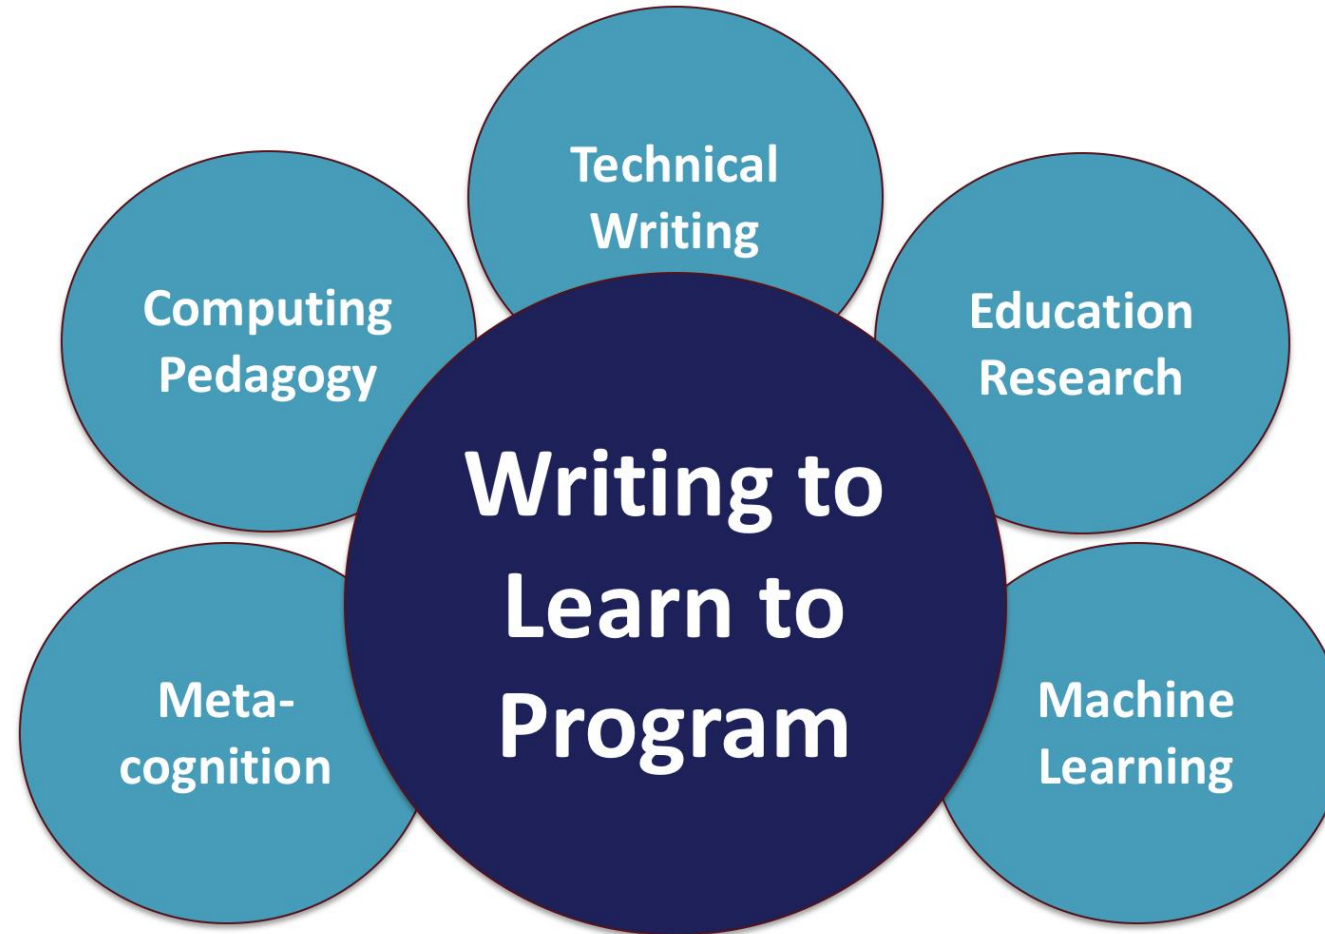 Technical
Writing
Computing
Pedagogy
Education
Research
Writing to
Learn to
Program
Meta-
cognition
Machine
Learning